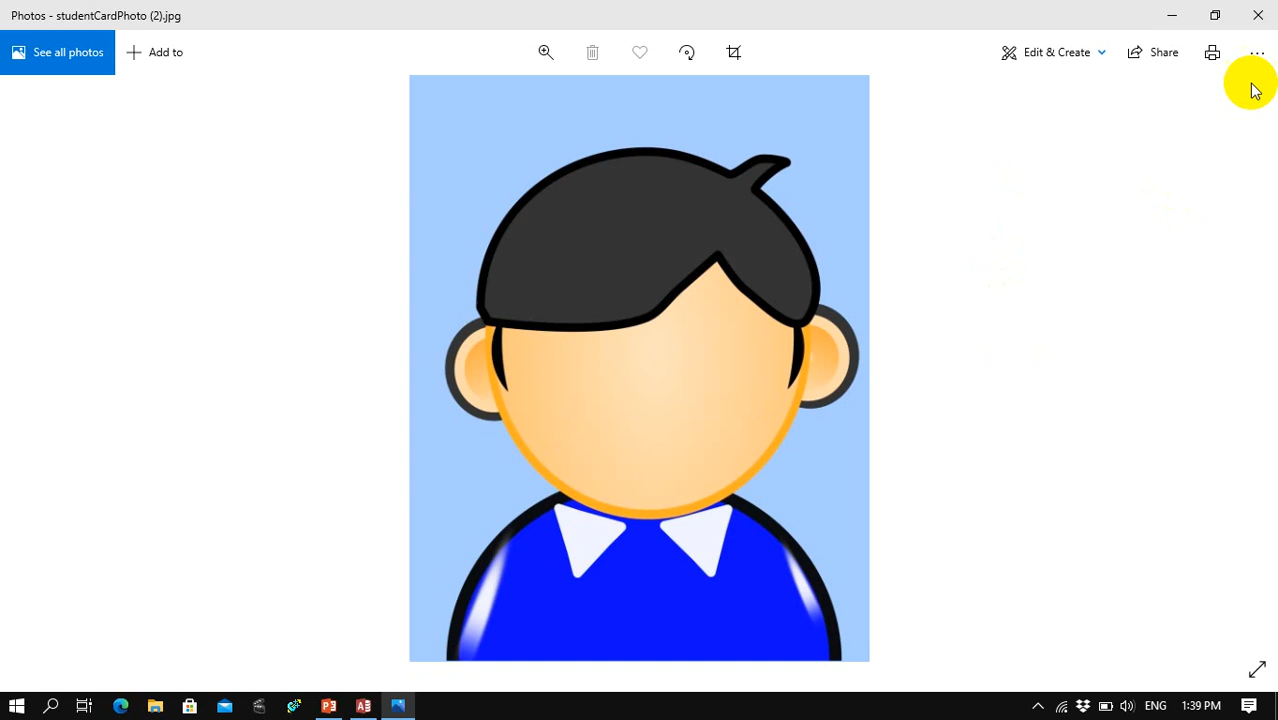 Photos - studentCardPhoto (2).jpg
See all photos
Add to
Edit & Create
Share
ENG
1:39 PM